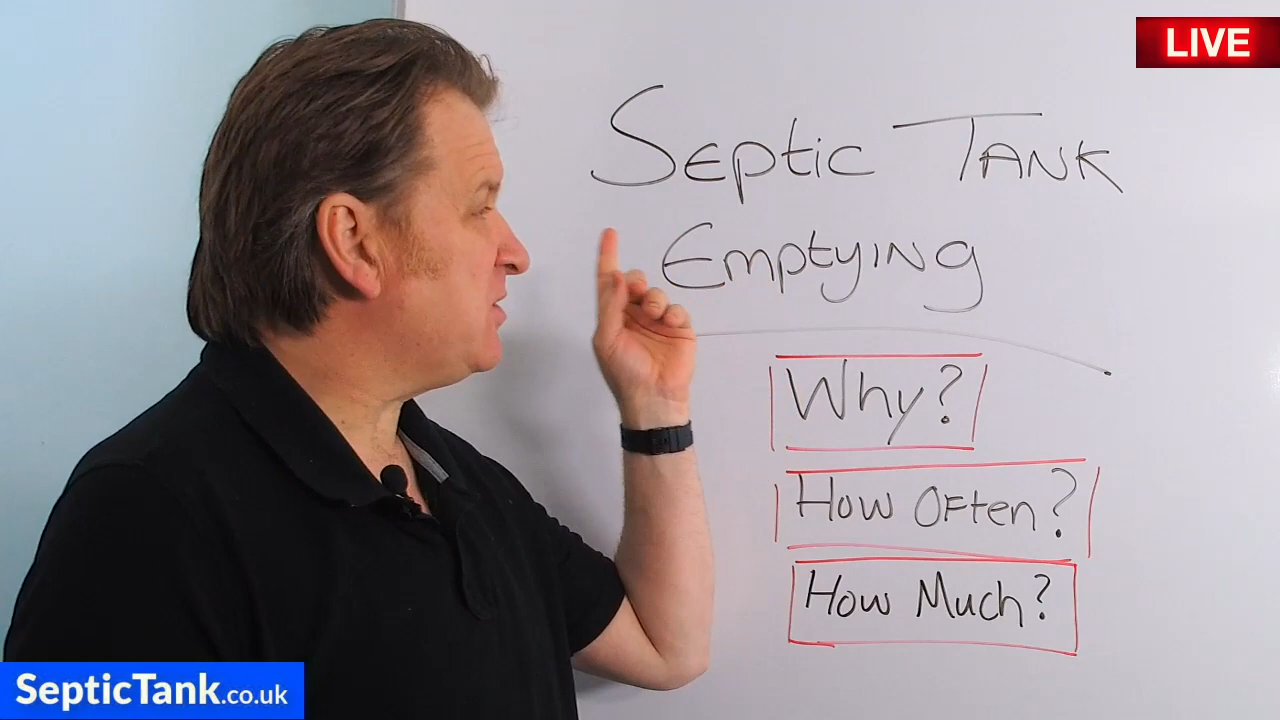 LIVE
Septic Tank
Emptying
Why?
How Often?
How Much?
SepticTank.co.uk